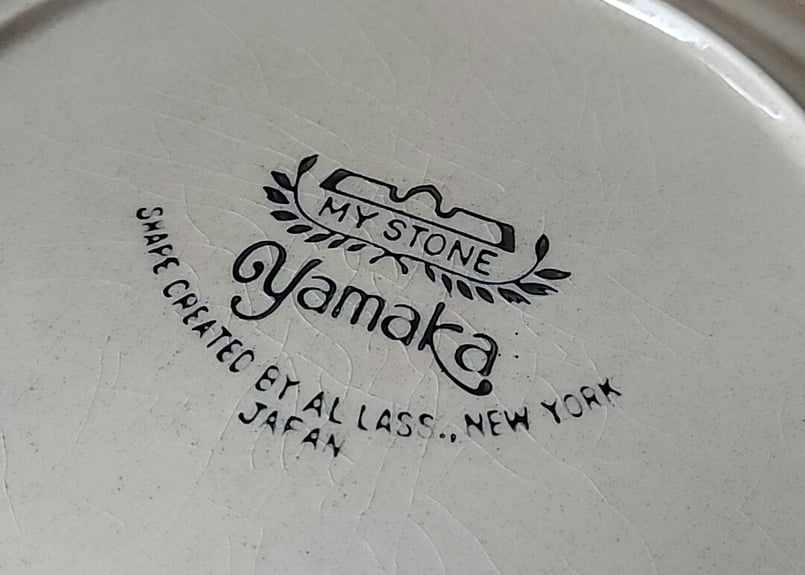 MY STONE
Yamaka
SHAPE CREATED BY AL LASS., NEW YORK
JAPAN